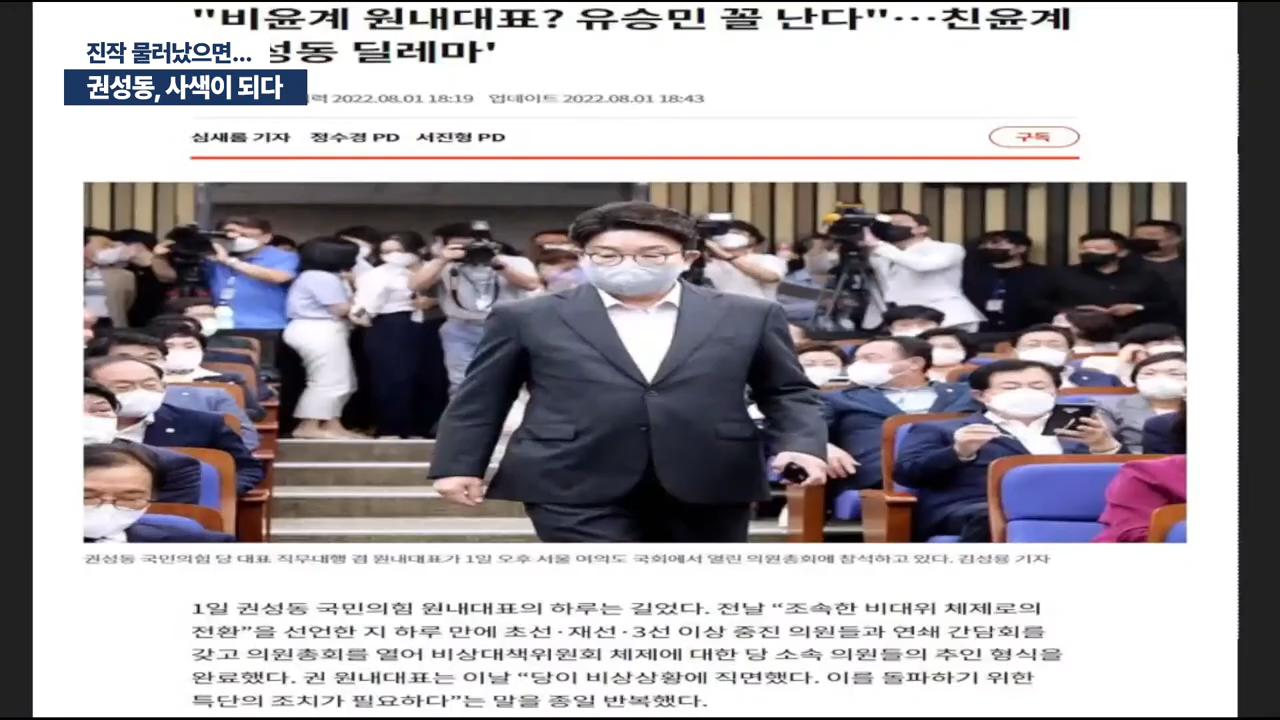 "비윤계 원내대표? 유승민 꼴 난다"…친윤계
진작 물러났으면...
성동 딜레마'
권성동, 사색이 되다
력 2022.08.01 18:19 업데이트 2022.08.01 18:43
심새롬 기자 정수경 PD 서진형 PD
구독
권성동 국민의힘 당 대표 직무대행 겸 원내대표가 1일 오후 서울 여의도 국회에서 열린 의원총회에 참석하고 있다. 김성룡 기자
1일 권성동 국민의힘 원내대표의 하루는 길었다. 전날 “조속한 비대위 체제로의
전환”을 선언한 지 하루 만에 초선·재선·3선 이상 중진 의원들과 연쇄 간담회를
갖고 의원총회를 열어 비상대책위원회 체제에 대한 당 소속 의원들의 추인 형식을
완료했다. 권 원내대표는 이날 “당이 비상상황에 직면했다. 이를 돌파하기 위한
특단의 조치가 필요하다”는 말을 종일 반복했다.